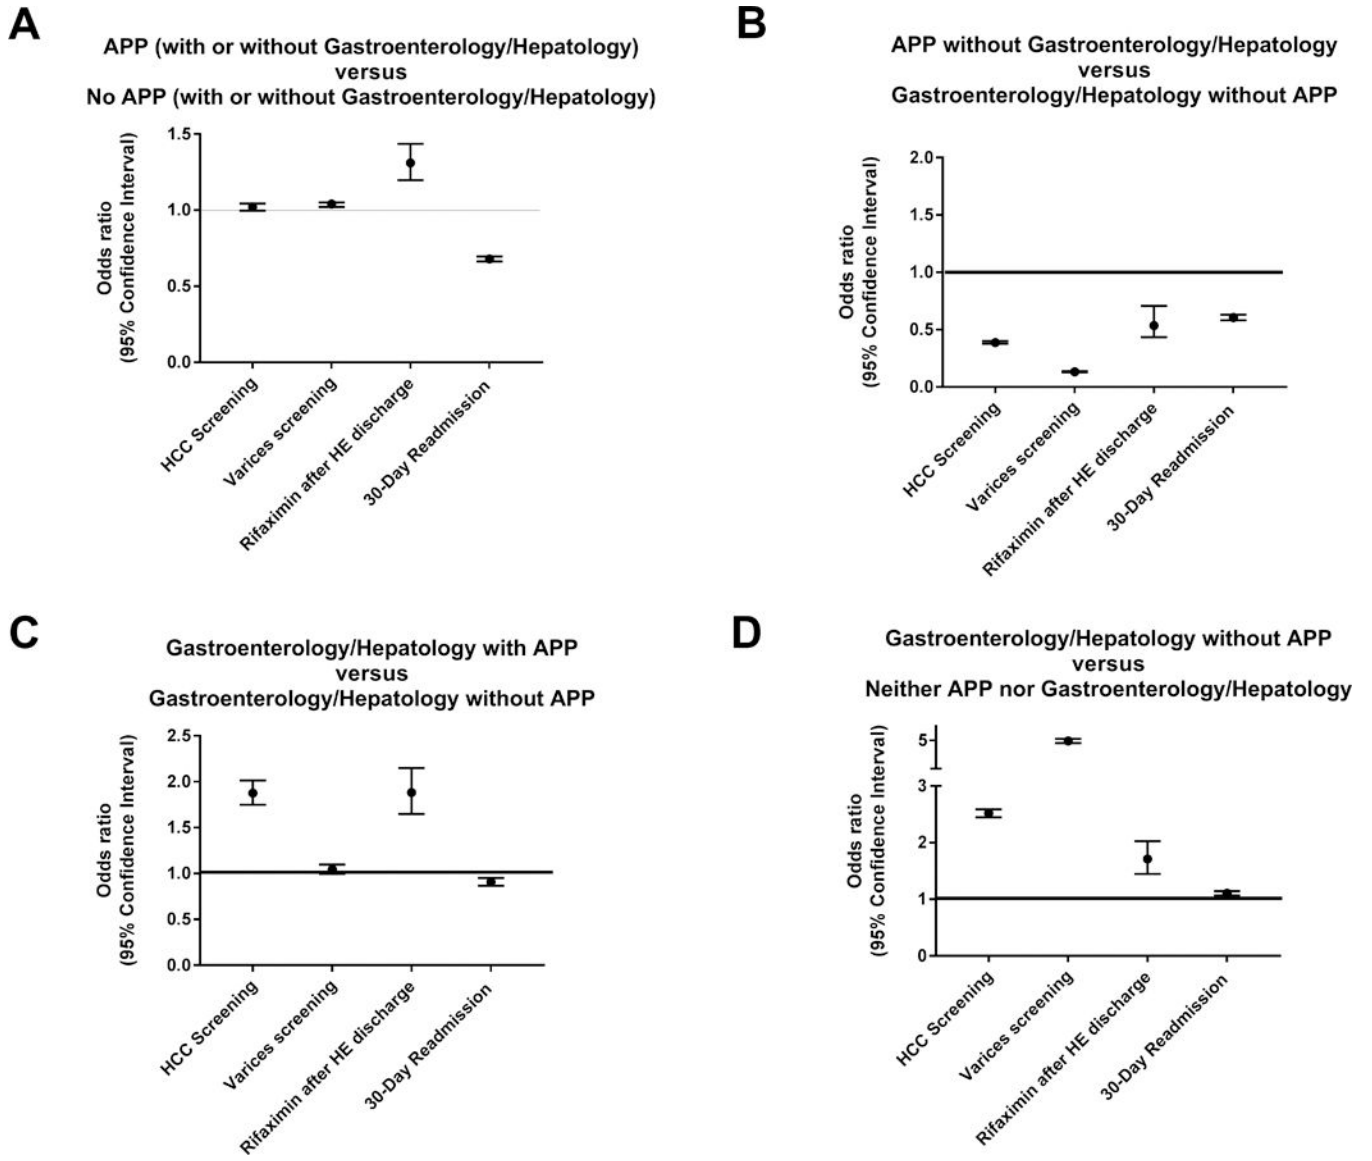 A
APP (with or without Gastroenterology/Hepatology)
versus
No APP (with or without Gastroenterology/Hepatology)
Odds ratio
(95% Confidence Interval)
1.5
1.0
0.5
0.0
HCC Screening
Varices screening
Rifaximin after HE discharge
30-Day Readmission
B
APP without Gastroenterology/Hepatology
versus
Gastroenterology/Hepatology without APP
Odds ratio
(95% Confidence Interval)
2.0
1.5
1.0
0.5
0.0
HCC Screening
Varices screening
Rifaximin after HE discharge
30-Day Readmission
C
Gastroenterology/Hepatology with APP
versus
Gastroenterology/Hepatology without APP
Odds ratio
(95% Confidence Interval)
2.5
2.0
1.5
1.0
0.5
0.0
HCC Screening
Varices screening
Rifaximin after HE discharge
30-Day Readmission
D
Gastroenterology/Hepatology without APP
versus
Neither APP nor Gastroenterology/Hepatology
Odds ratio
(95% Confidence Interval)
5
3
2
1
0
HCC Screening
Varices screening
Rifaximin after HE discharge
30-Day Readmission